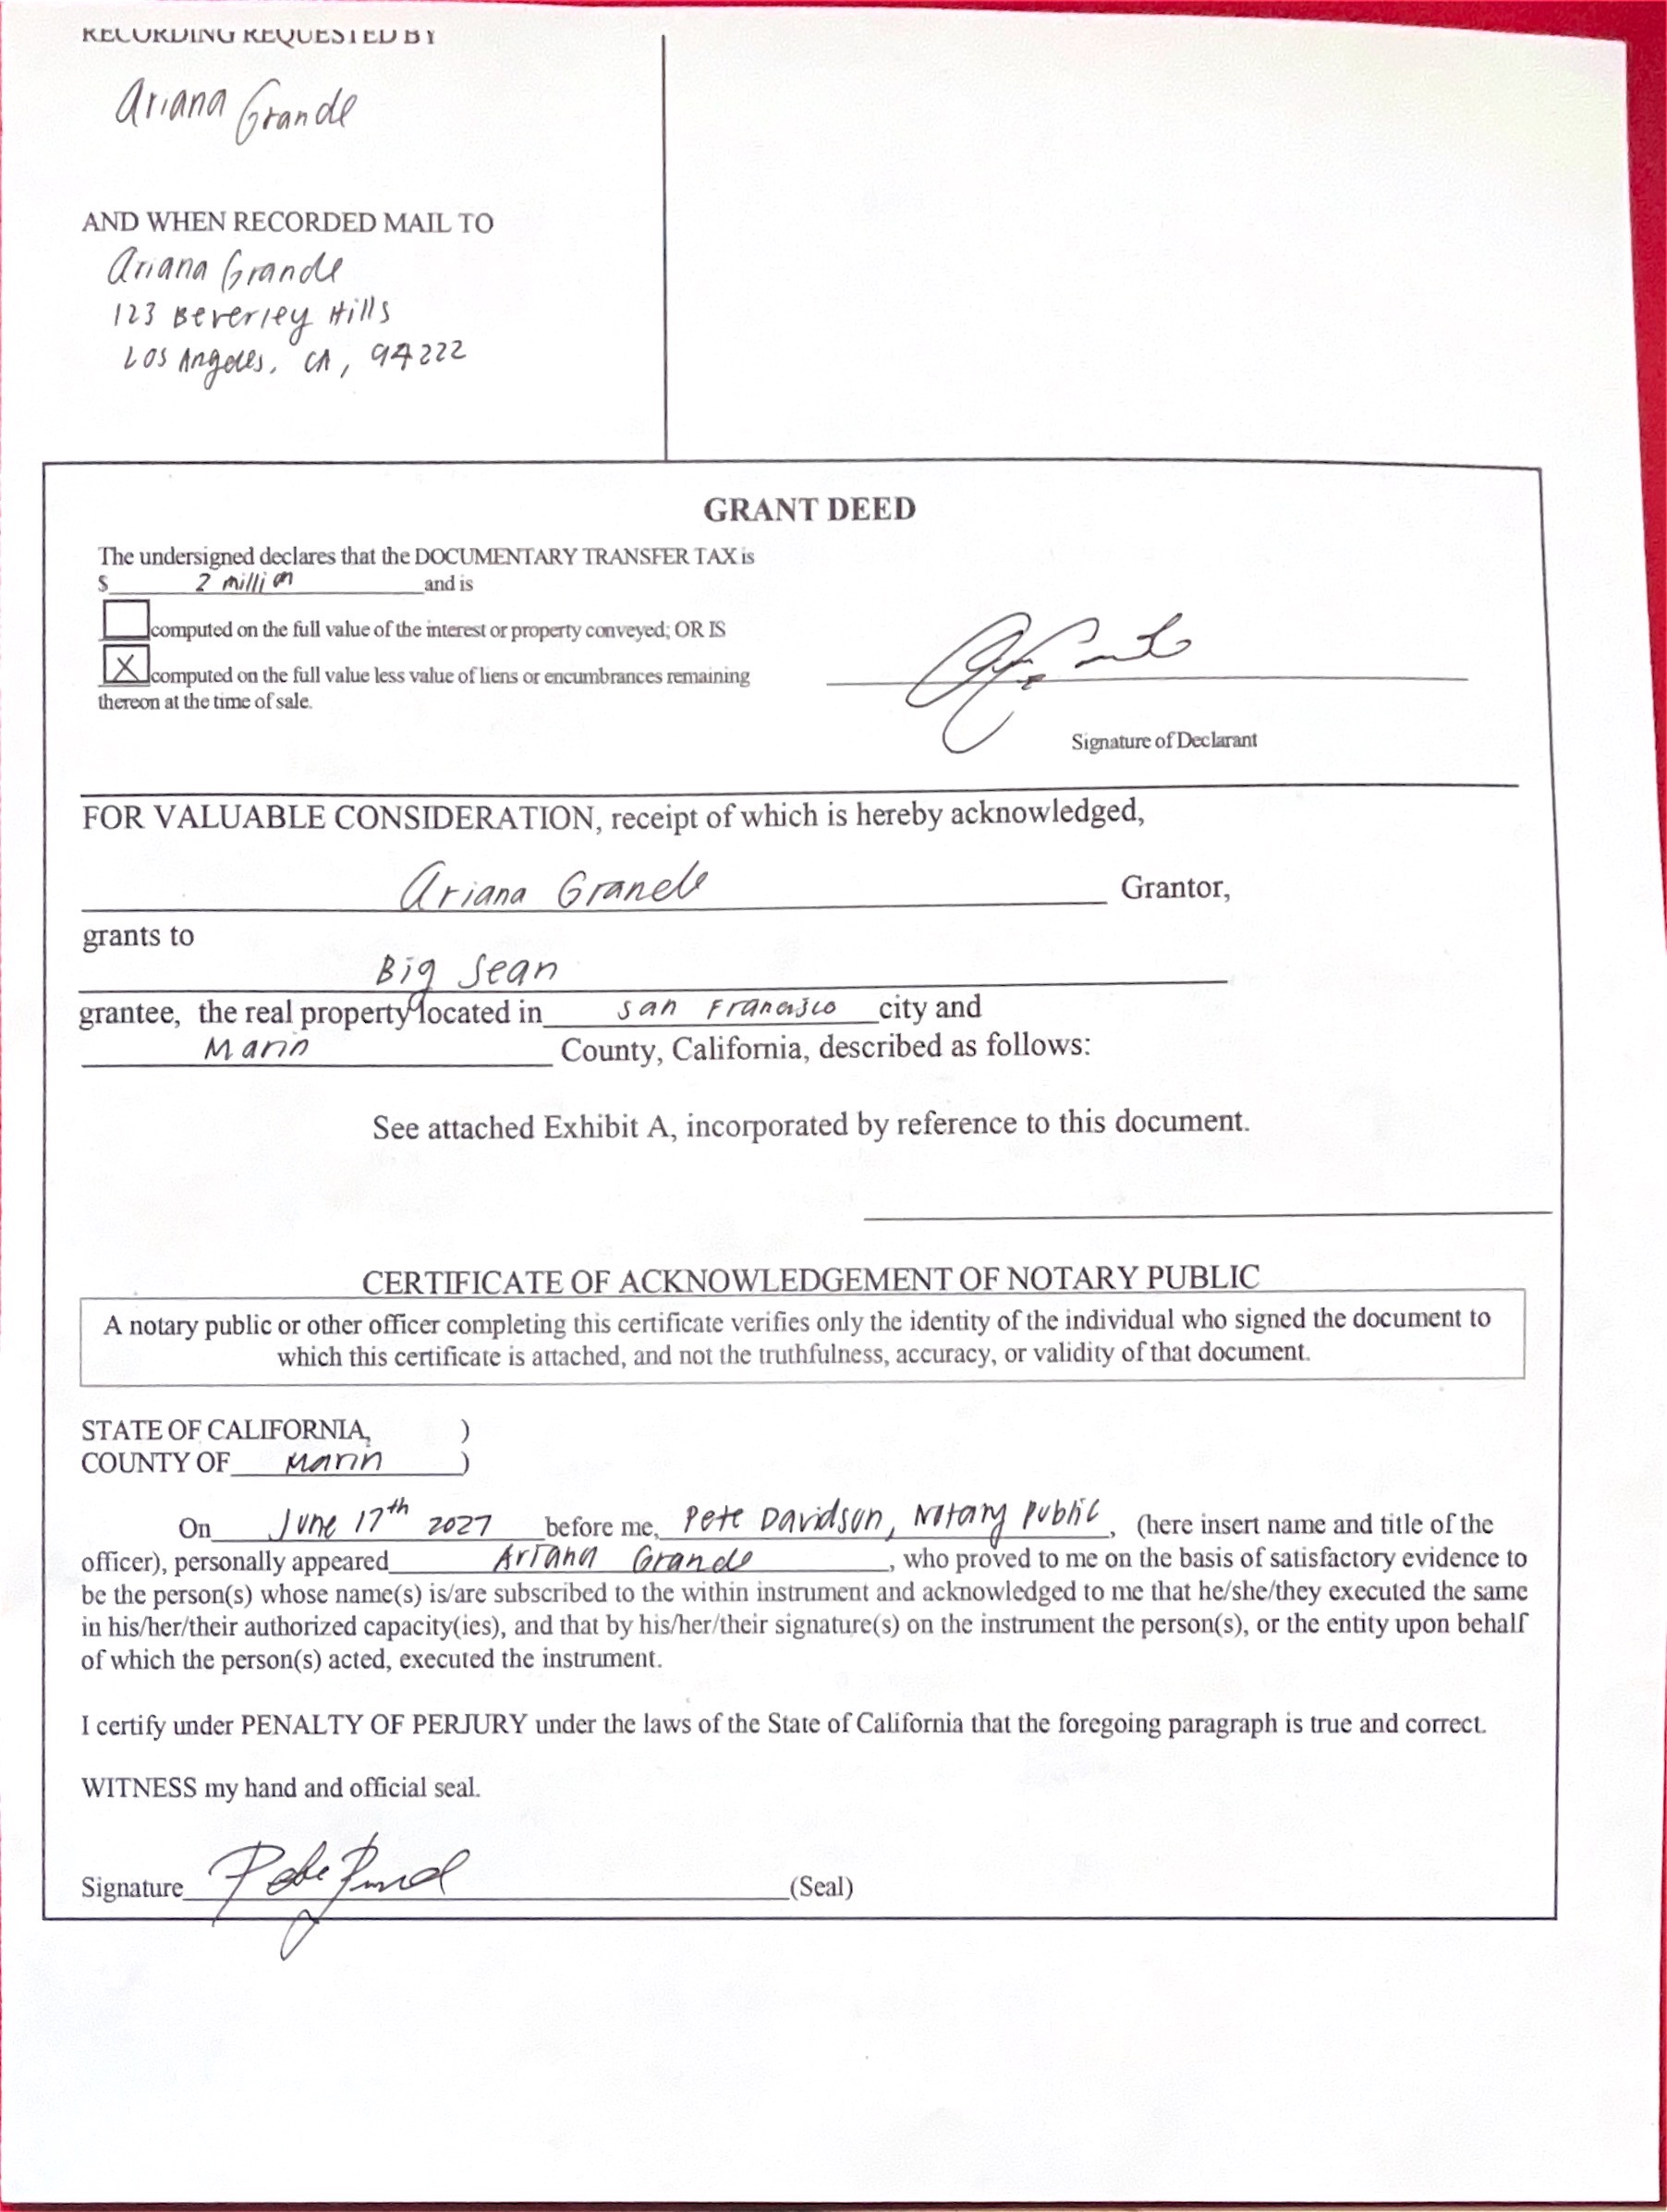 RECORDING REQUESTED BY
Ariana Grande
AND WHEN RECORDED MAIL TO
Ariana Grande
123 Beverley Hills
Los Angeles, CA, 94222
GRANT DEED
The undersigned declares that the DOCUMENTARY TRANSFER TAX is
$ 2 million and is
computed on the full value of the interest or property conveyed; OR IS
X computed on the full value less value of liens or encumbrances remaining
thereon at the time of sale.
Signature of Declarant
FOR VALUABLE CONSIDERATION, receipt of which is hereby acknowledged,
Ariana Grande Grantor,
grants to
Big Sean
grantee, the real property located in San Francisco city and
Marin County, California, described as follows:
See attached Exhibit A, incorporated by reference to this document.
CERTIFICATE OF ACKNOWLEDGEMENT OF NOTARY PUBLIC
A notary public or other officer completing this certificate verifies only the identity of the individual who signed the document to
which this certificate is attached, and not the truthfulness, accuracy, or validity of that document.
STATE OF CALIFORNIA, )
COUNTY OF Marin )
On June 17th 2027 before me, Pete Davidson, Notary Public, (here insert name and title of the
officer), personally appeared Ariana Grande, who proved to me on the basis of satisfactory evidence to
be the person(s) whose name(s) is/are subscribed to the within instrument and acknowledged to me that he/she/they executed the same
in his/her/their authorized capacity(ies), and that by his/her/their signature(s) on the instrument the person(s), or the entity upon behalf
of which the person(s) acted, executed the instrument.
I certify under PENALTY OF PERJURY under the laws of the State of California that the foregoing paragraph is true and correct.
WITNESS my hand and official seal.
Signature (Seal)